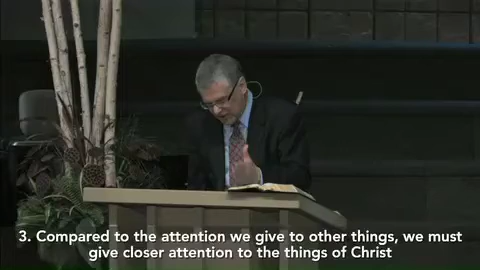 3. Compared to the attention we give to other things, we must
give closer attention to the things of Christ